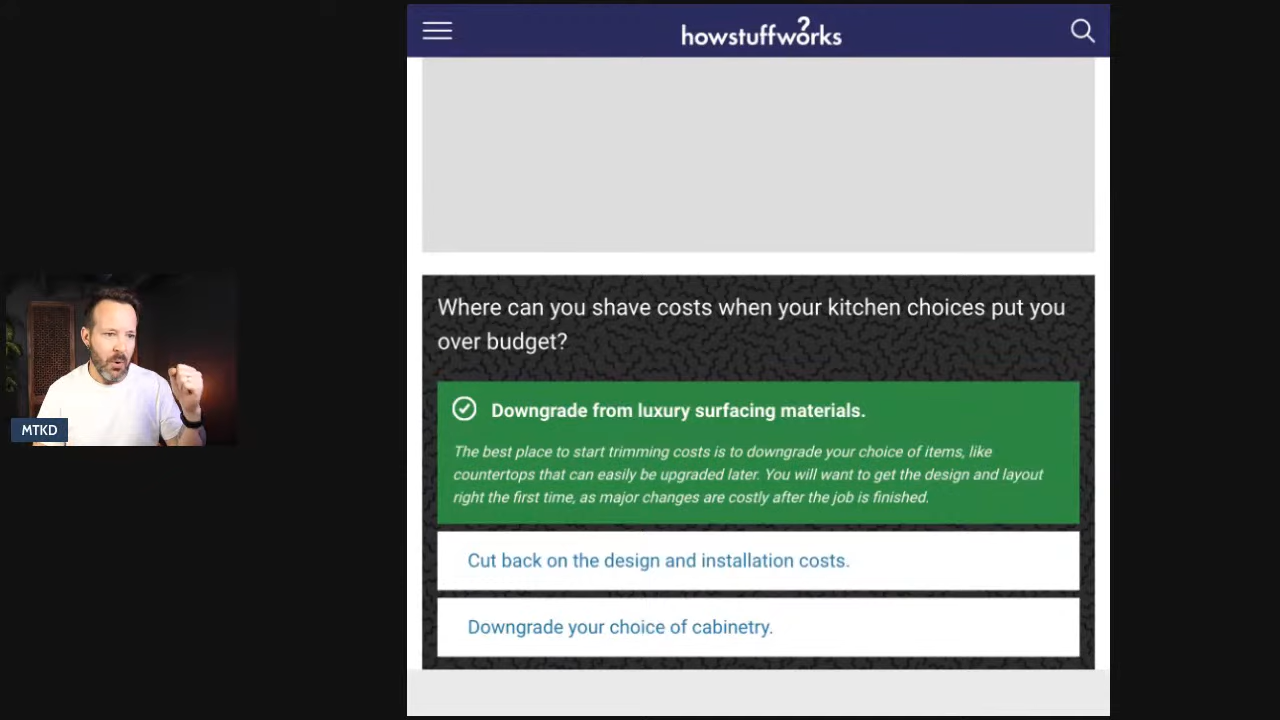 howstuffw?rks
Where can you shave costs when your kitchen choices put you
over budget?
Downgrade from luxury surfacing materials.
The best place to start trimming costs is to downgrade your choice of items, like
countertops that can easily be upgraded later. You will want to get the design and layout
right the first time, as major changes are costly after the job is finished.
MTKD
Cut back on the design and installation costs.
Downgrade your choice of cabinetry.